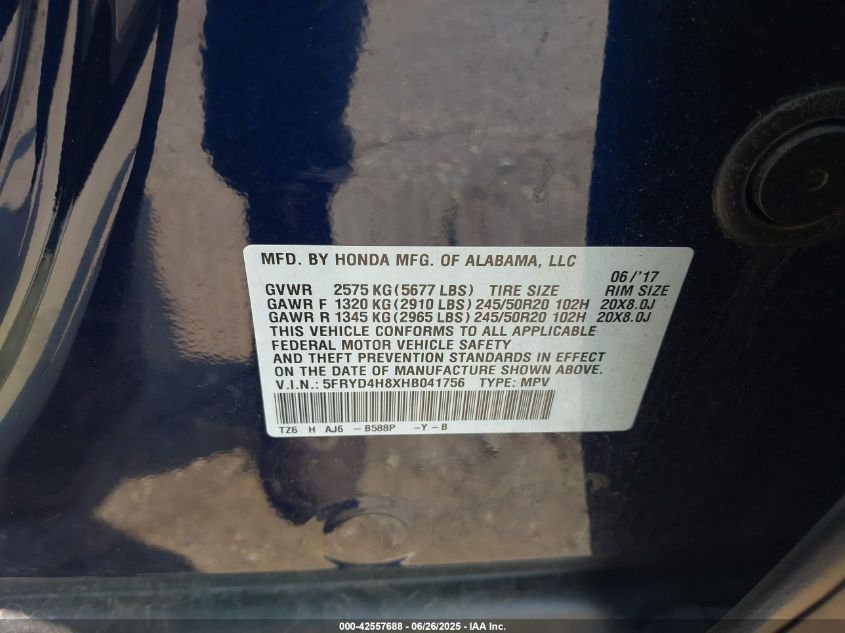 MFD. BY HONDA MFG. OF ALABAMA, LLC
06/'17
GVWR 2575 KG(5677 LBS) TIRE SIZE RIM SIZE
GAWR F 1320 KG(2910 LBS) 245/50R20 102H 20X8.0J
GAWR R 1345 KG(2965 LBS) 245/50R20 102H 20X8.0J
THIS VEHICLE CONFORMS TO ALL APPLICABLE
FEDERAL MOTOR VEHICLE SAFETY
AND THEFT PREVENTION STANDARDS IN EFFECT
ON THE DATE OF MANUFACTURE SHOWN ABOVE.
V.I.N.: 5FRYD4H8XHB041756 TYPE: MPV
TZ6 H AJ6 -B588P -Y-B
000-42557688 - 06/26/2025 - IAA Inc.